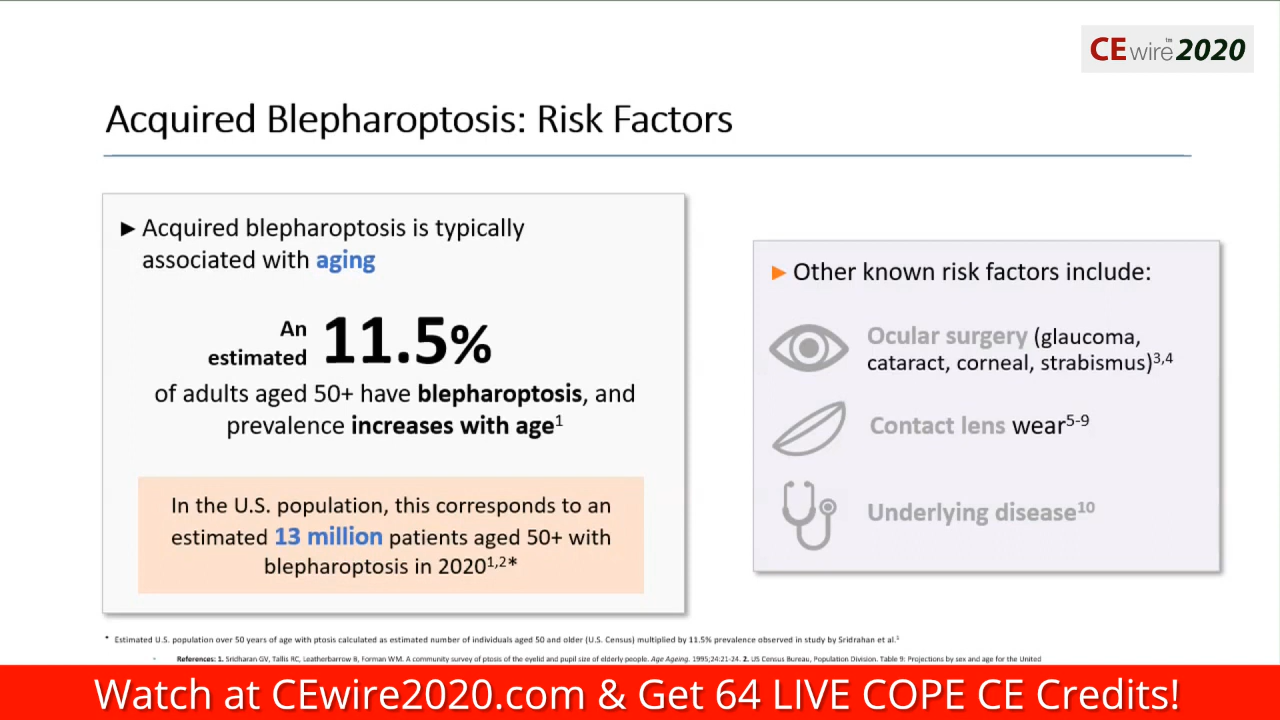 CEwire™2020
Acquired Blepharoptosis: Risk Factors
► Acquired blepharoptosis is typically
associated with aging
An
estimated 11.5%
of adults aged 50+ have blepharoptosis, and
prevalence increases with age1
In the U.S. population, this corresponds to an
estimated 13 million patients aged 50+ with
blepharoptosis in 20201,2*
► Other known risk factors include:
Ocular surgery (glaucoma,
cataract, corneal, strabismus)3,4
Contact lens wear5-9
Underlying disease10
* Estimated U.S. population over 50 years of age with ptosis calculated as estimated number of individuals aged 50 and older (U.S. Census) multiplied by 11.5% prevalence observed in study by Sridrahan et al.1
• References: 1. Sridharan GV, Tallis RC, Leatherbarrow B, Forman WM. A community survey of ptosis of the eyelid and pupil size of elderly people. Age Ageing. 1995;24:21-24. 2. US Census Bureau, Population Division. Table 9: Projections by sex and age for the United
Watch at CEwire2020.com & Get 64 LIVE COPE CE Credits!